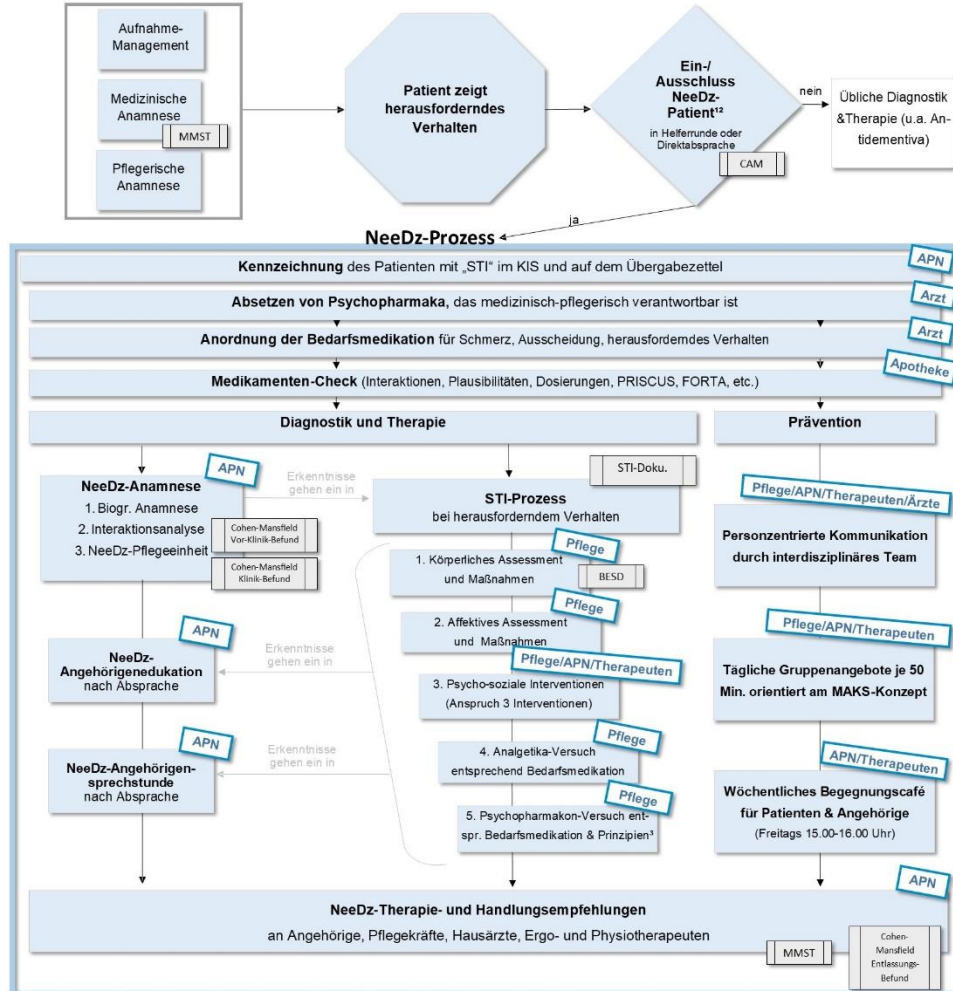 Aufnahme-
Management
Medizinische
Anamnese
MMST
Pflegerische
Anamnese
Patient zeigt
herausforderndes
Verhalten
Ein-/
Ausschluss
NeeDz-
Patient¹²
in Helferrunde oder
Direktabsprache
CAM
nein
Übliche Diagnostik
&Therapie (u.a. An-
tidementiva)
ja
NeeDz-Prozess
Kennzeichnung des Patienten mit „STI" im KIS und auf dem Übergabezettel
APN
Absetzen von Psychopharmaka, das medizinisch-pflegerisch verantwortbar ist
Arzt
Anordnung der Bedarfsmedikation für Schmerz, Ausscheidung, herausforderndes Verhalten
Arzt
Medikamenten-Check (Interaktionen, Plausibilitäten, Dosierungen, PRISCUS, FORTA, etc.)
Apotheke
Diagnostik und Therapie
Prävention
APN
NeeDz-Anamnese
1. Biogr. Anamnese
2. Interaktionsanalyse
3. NeeDz-Pflegeeinheit
Cohen-Mansfield
Vor-Klinik-Befund
Cohen-Mansfield
Klinik-Befund
Erkenntnisse
gehen ein in
STI-Doku.
STI-Prozess
bei herausforderndem Verhalten
Pflege
1. Körperliches Assessment
und Maßnahmen
BESD
Pflege
2. Affektives Assessment
und Maßnahmen
Pflege/APN/Therapeuten
3. Psycho-soziale Interventionen
(Anspruch 3 Interventionen)
Pflege
4. Analgetika-Versuch
entsprechend Bedarfsmedikation
Pflege
5. Psychopharmakon-Versuch ent-
spr. Bedarfsmedikation & Prinzipien³
APN
NeeDz-
Angehörigenedukation
nach Absprache
Erkenntnisse
gehen ein in
APN
NeeDz-Angehörigen-
sprechstunde
nach Absprache
Erkenntnisse
gehen ein in
Pflege/APN/Therapeuten/Ärzte
Personzentrierte Kommunikation
durch interdisziplinäres Team
Pflege/APN/Therapeuten
Tägliche Gruppenangebote je 50
Min. orientiert am MAKS-Konzept
APN/Therapeuten
Wöchentliches Begegnungscafé
für Patienten & Angehörige
(Freitags 15.00-16.00 Uhr)
APN
NeeDz-Therapie- und Handlungsempfehlungen
an Angehörige, Pflegekräfte, Hausärzte, Ergo- und Physiotherapeuten
MMST
Cohen-
Mansfield
Entlassungs-
Befund